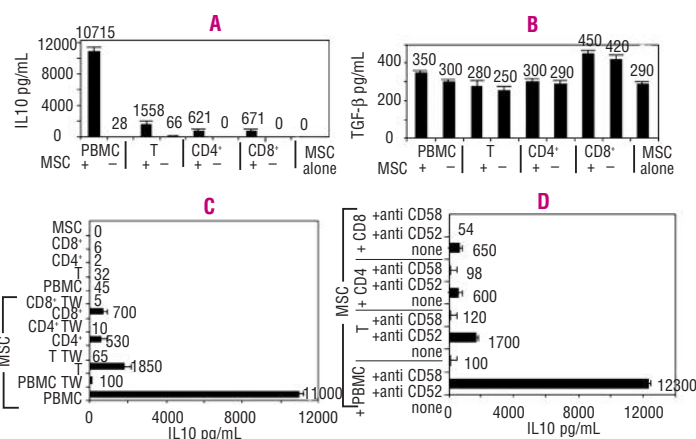 A
IL10 pg/mL
12000
8000
4000
0
10715
28
1558
66
621
0
671
0
0
PBMC T CD4⁺ CD8⁺ MSC alone
MSC + − + − + − + −
B
TGF-β pg/mL
400
200
0
350
300
280
250
300
290
450
420
290
PBMC T CD4⁺ CD8⁺ MSC alone
MSC + − + − + − + −
C
MSC 0
CD8⁺ 6
CD4⁺ 2
T 32
PBMC 45
CD8⁺ TW 5
CD8⁺ 700
CD4⁺ TW 10
CD4⁺ 530
T TW 65
T 1850
PBMC TW 100
PBMC 11000
MSC
0 4000 8000 12000
IL10 pg/mL
D
MSC
+ CD8
+anti CD58
+anti CD52 54
none 650
+ CD4
+anti CD58 98
+anti CD52
none 600
T
+anti CD58 120
+anti CD52 1700
none
+PBMC
100
+anti CD58
+anti CD52 12300
none
0 4000 8000 12000
IL10 pg/mL